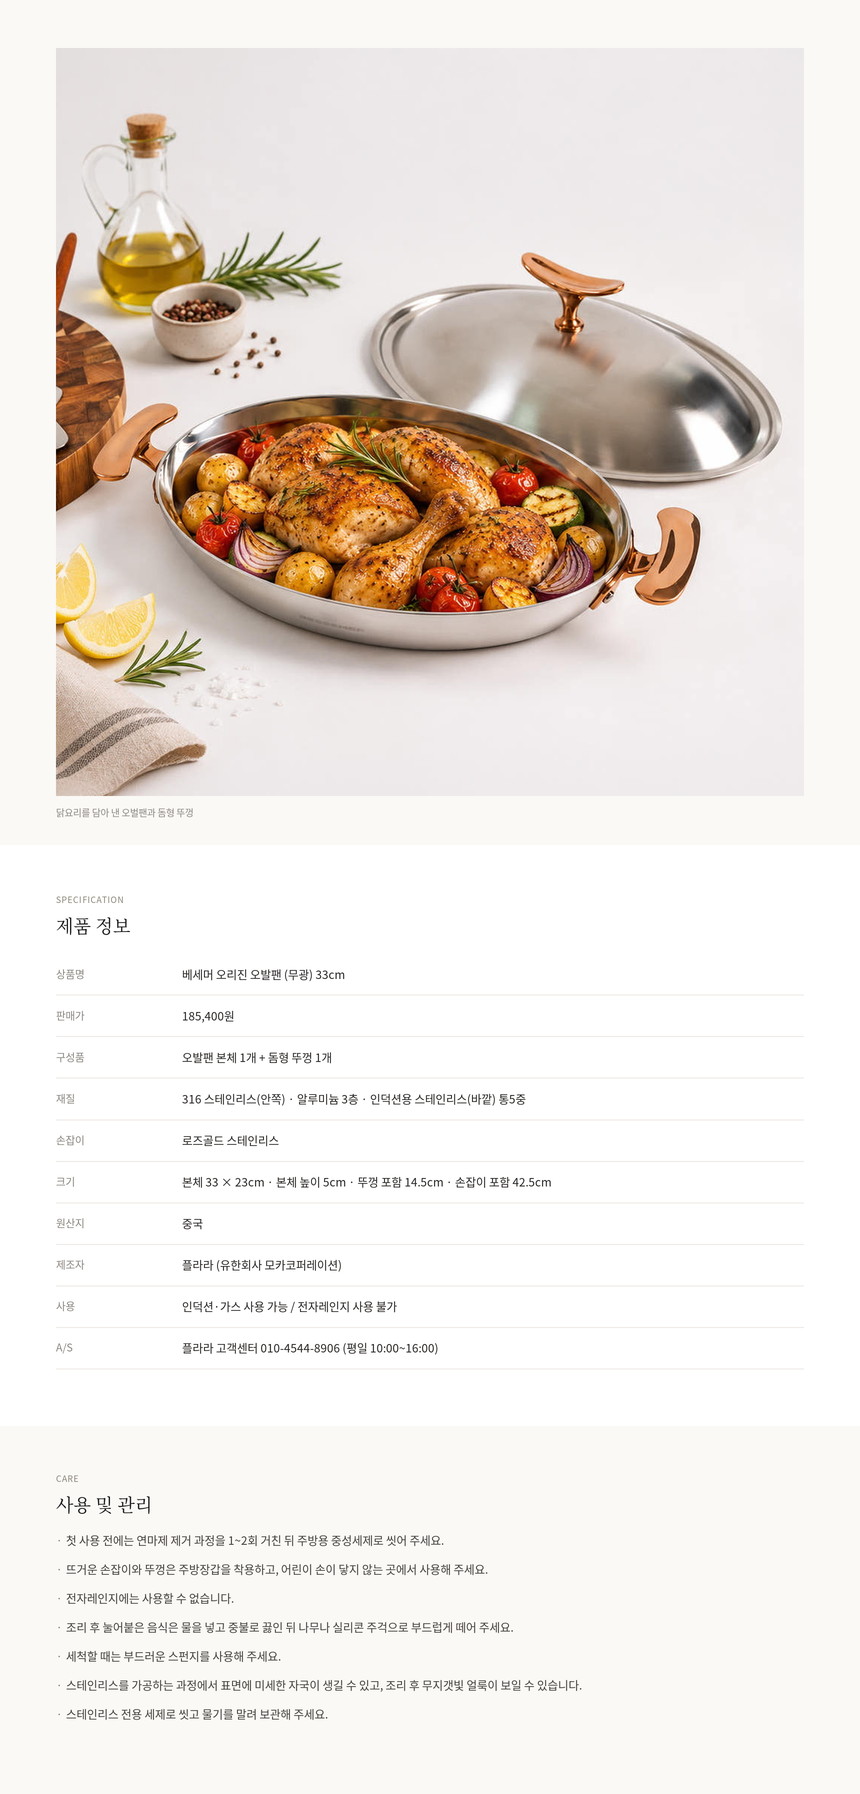 닭요리를 담아 낸 오벌팬과 돔형 뚜껑
SPECIFICATION
제품 정보
상품명 베세머 오리진 오발팬 (무광) 33cm
판매가 185,400원
구성품 오발팬 본체 1개 + 돔형 뚜껑 1개
재질 316 스테인리스(안쪽) · 알루미늄 3층 · 인덕션용 스테인리스(바깥) 통5중
손잡이 로즈골드 스테인리스
크기 본체 33 × 23cm · 본체 높이 5cm · 뚜껑 포함 14.5cm · 손잡이 포함 42.5cm
원산지 중국
제조자 플라라 (유한회사 모카코퍼레이션)
사용 인덕션·가스 사용 가능 / 전자레인지 사용 불가
A/S 플라라 고객센터 010-4544-8906 (평일 10:00~16:00)
CARE
사용 및 관리
· 첫 사용 전에는 연마제 제거 과정을 1~2회 거친 뒤 주방용 중성세제로 씻어 주세요.
· 뜨거운 손잡이와 뚜껑은 주방장갑을 착용하고, 어린이 손이 닿지 않는 곳에서 사용해 주세요.
· 전자레인지에는 사용할 수 없습니다.
· 조리 후 눌어붙은 음식은 물을 넣고 중불로 끓인 뒤 나무나 실리콘 주걱으로 부드럽게 떼어 주세요.
· 세척할 때는 부드러운 스펀지를 사용해 주세요.
· 스테인리스를 가공하는 과정에서 표면에 미세한 자국이 생길 수 있고, 조리 후 무지갯빛 얼룩이 보일 수 있습니다.
· 스테인리스 전용 세제로 씻고 물기를 말려 보관해 주세요.